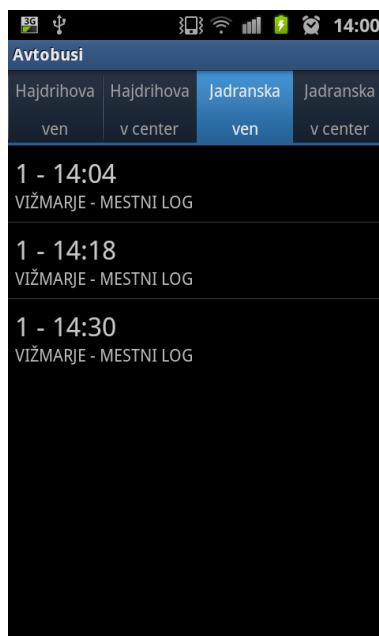 3G 14:00
Avtobusi
Hajdrihova Hajdrihova Jadranska Jadranska
ven v center ven v center
1 - 14:04
VIŽMARJE - MESTNI LOG
1 - 14:18
VIŽMARJE - MESTNI LOG
1 - 14:30
VIŽMARJE - MESTNI LOG